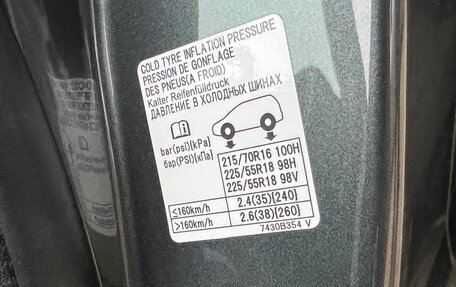 COLD TYRE INFLATION PRESSURE
PRESSION DE GONFLAGE
DES PNEUS(A FROID)
Kalter Reifenfülldruck
ДАВЛЕНИЕ В ХОЛОДНЫХ ШИНАХ
bar(psi)[kPa]
бар(PSI)[кПа]
215/70R16 100H
225/55R18 98H
225/55R18 98V
≤160km/h 2.4(35)[240]
>160km/h 2.6(38)[260]
7430B354 V